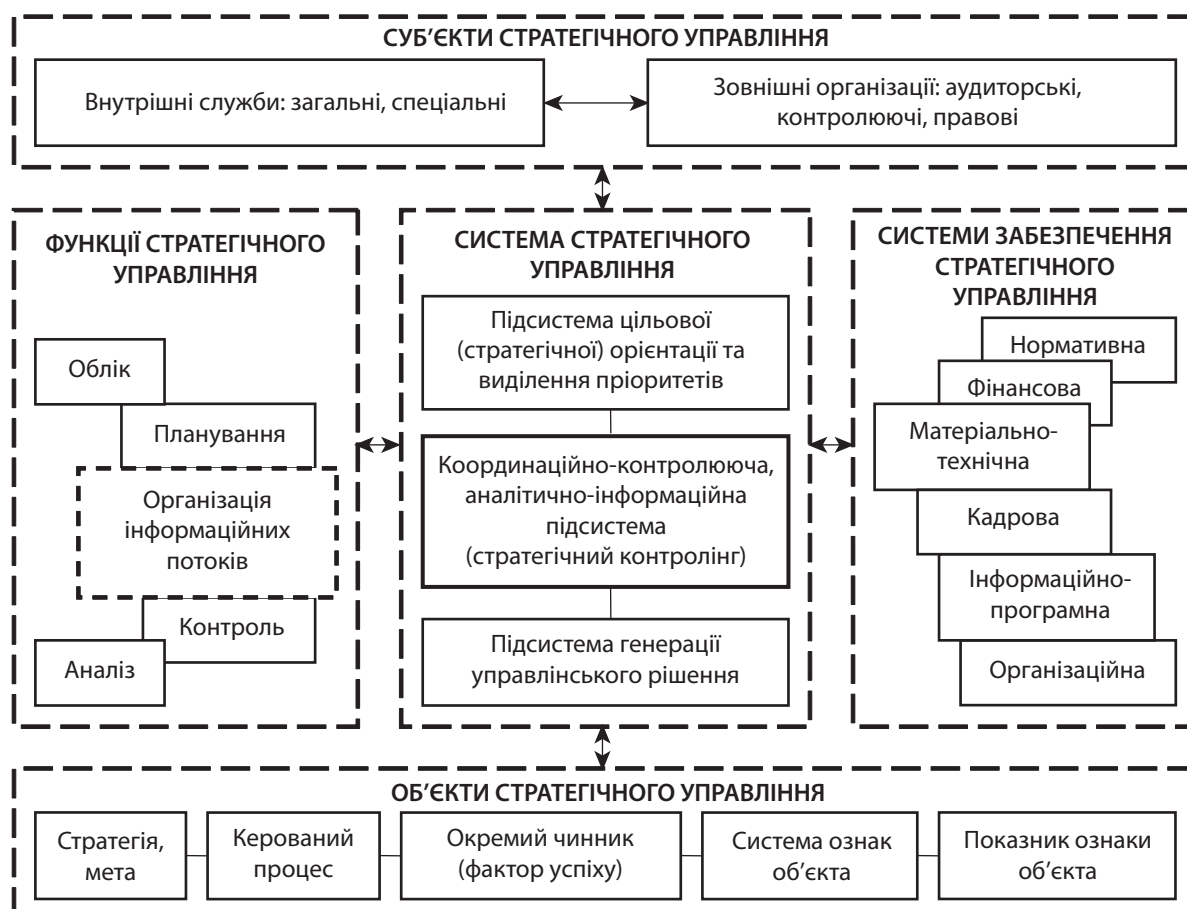 СУБ’ЄКТИ СТРАТЕГІЧНОГО УПРАВЛІННЯ
Внутрішні служби: загальні, спеціальні
Зовнішні організації: аудиторські,
контролюючі, правові
ФУНКЦІЇ СТРАТЕГІЧНОГО
УПРАВЛІННЯ
Облік
Планування
Організація
інформаційних
потоків
Контроль
Аналіз
СИСТЕМА СТРАТЕГІЧНОГО
УПРАВЛІННЯ
Підсистема цільової
(стратегічної) орієнтації та
виділення пріоритетів
Координаційно-контролююча,
аналітично-інформаційна
підсистема
(стратегічний контролінг)
Підсистема генерації
управлінського рішення
СИСТЕМИ ЗАБЕЗПЕЧЕННЯ
СТРАТЕГІЧНОГО
УПРАВЛІННЯ
Нормативна
Фінансова
Матеріально-
технічна
Кадрова
Інформаційно-
програмна
Організаційна
ОБ’ЄКТИ СТРАТЕГІЧНОГО УПРАВЛІННЯ
Стратегія,
мета
Керований
процес
Окремий чинник
(фактор успіху)
Система ознак
об’єкта
Показник ознаки
об’єкта